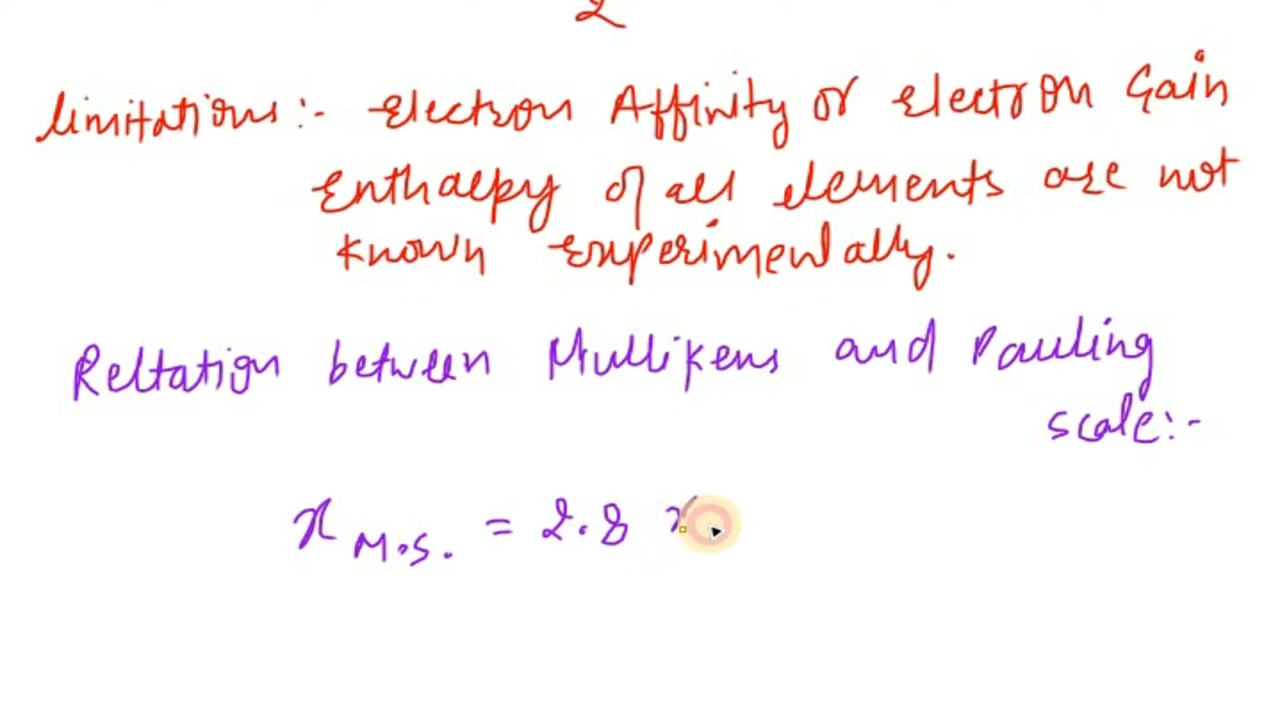 2
limitations:- Electron Affinity or Electron Gain
Enthalpy of all elements are not
known experimentally.
Reltation between Mullikens and Pauling
scale:-
x M.S. = 2.8 x